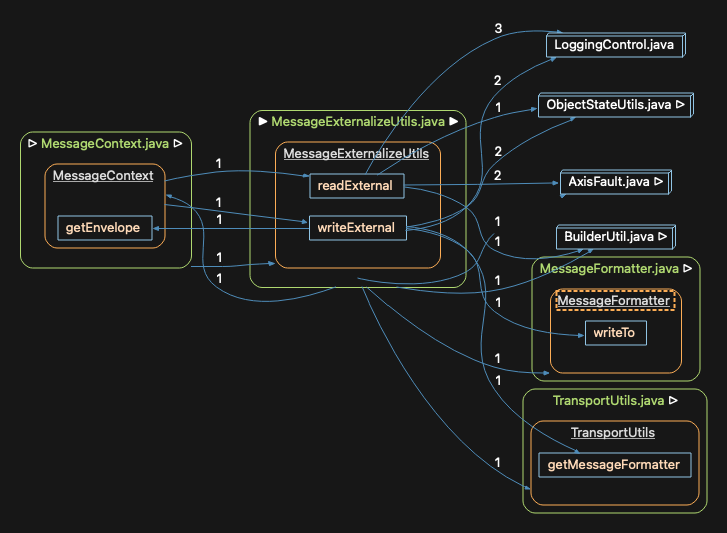 3
LoggingControl.java
2
1
ObjectStateUtils.java
MessageExternalizeUtils.java
MessageContext.java
MessageExternalizeUtils
2
1
2
MessageContext
readExternal
AxisFault.java
1
1
1
getEnvelope
writeExternal
1
BuilderUtil.java
1
MessageFormatter.java
1
1
1
MessageFormatter
writeTo
1
1
TransportUtils.java
TransportUtils
1
getMessageFormatter